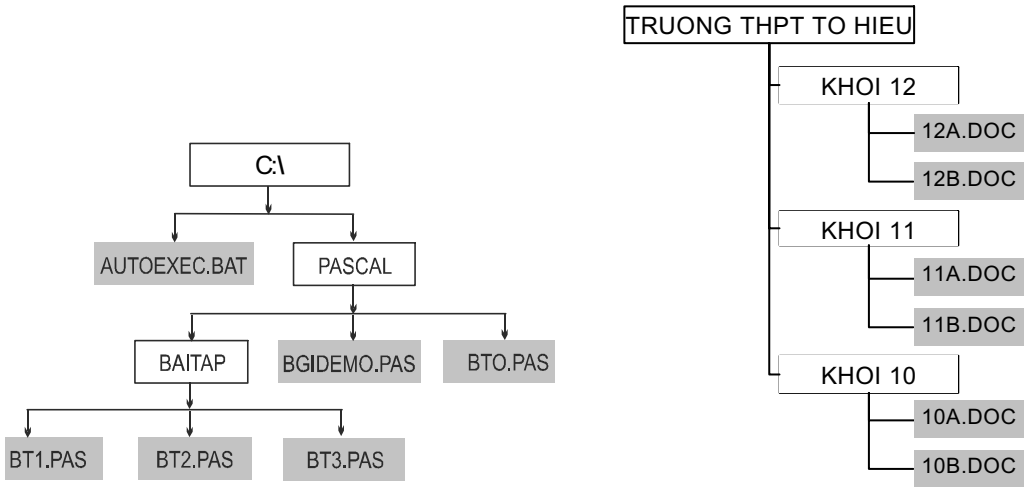 C:\
AUTOEXEC.BAT
PASCAL
BAITAP
BGIDEMO.PAS
BTO.PAS
BT1.PAS
BT2.PAS
BT3.PAS
TRUONG THPT TO HIEU
KHOI 12
12A.DOC
12B.DOC
KHOI 11
11A.DOC
11B.DOC
KHOI 10
10A.DOC
10B.DOC